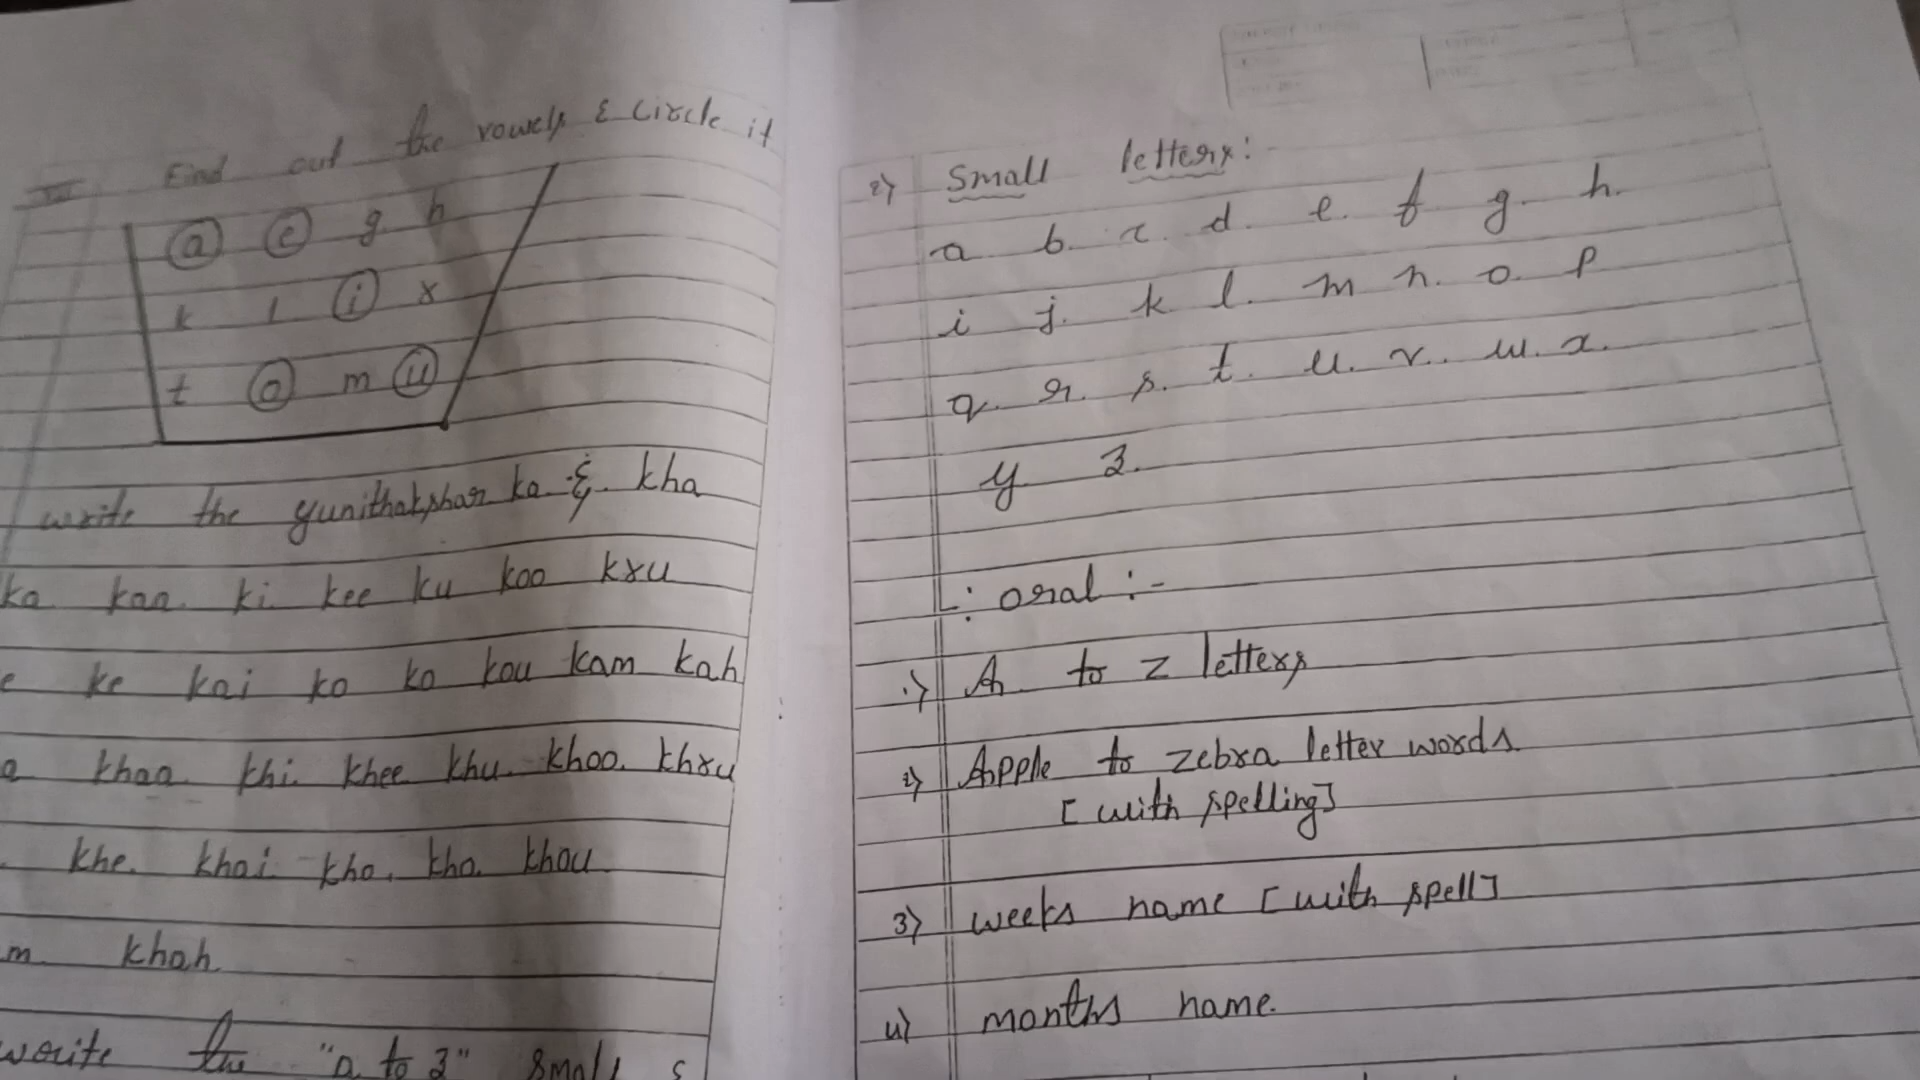 Find out the vowels & Circle it
a e g h
k l i x
t o m u
write the gunithakshar ka & kha
ka kaa. ki. kee ku koo kru
ke kai ko ko kou kam kah
khaa khi. khee khu. khoo. khru
khe. khai kho. kho. khou
m khah
write the "a to z" small
2) Small letters:
a b. c. d. e. f g. h.
i j. k l. m n. o. p
q. r. s. t. u. v. w. x.
y z.
-: oral :-
1.) A to Z letters
2) Apple to zebra letter words
[ with spelling ]
3) weeks name [ with spell ]
4) months name.